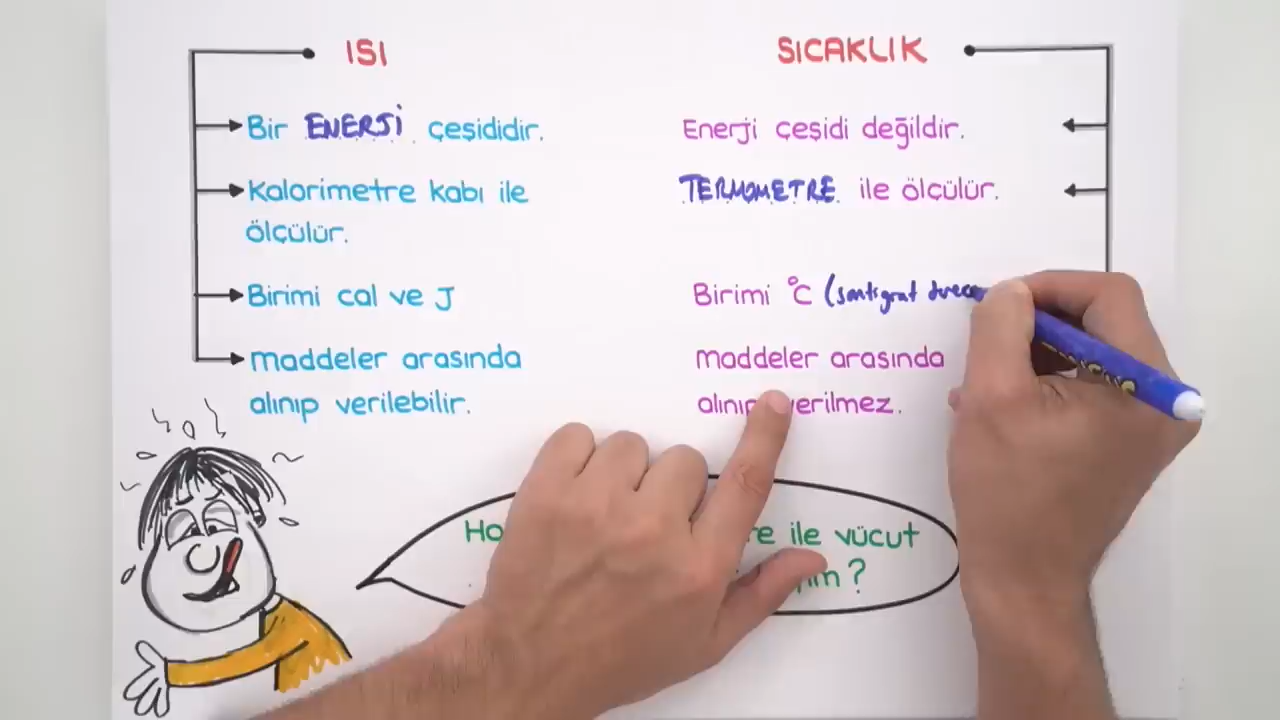 ISI
Bir ENERJİ çeşididir.
Kalorimetre kabı ile
ölçülür.
Birimi cal ve J
Maddeler arasında
alınıp verilebilir.
SICAKLIK
Enerji çeşidi değildir.
TERMOMETRE ile ölçülür.
Birimi °C (santigrat derece
Maddeler arasında
alınıp verilmez.
ile vücut
?